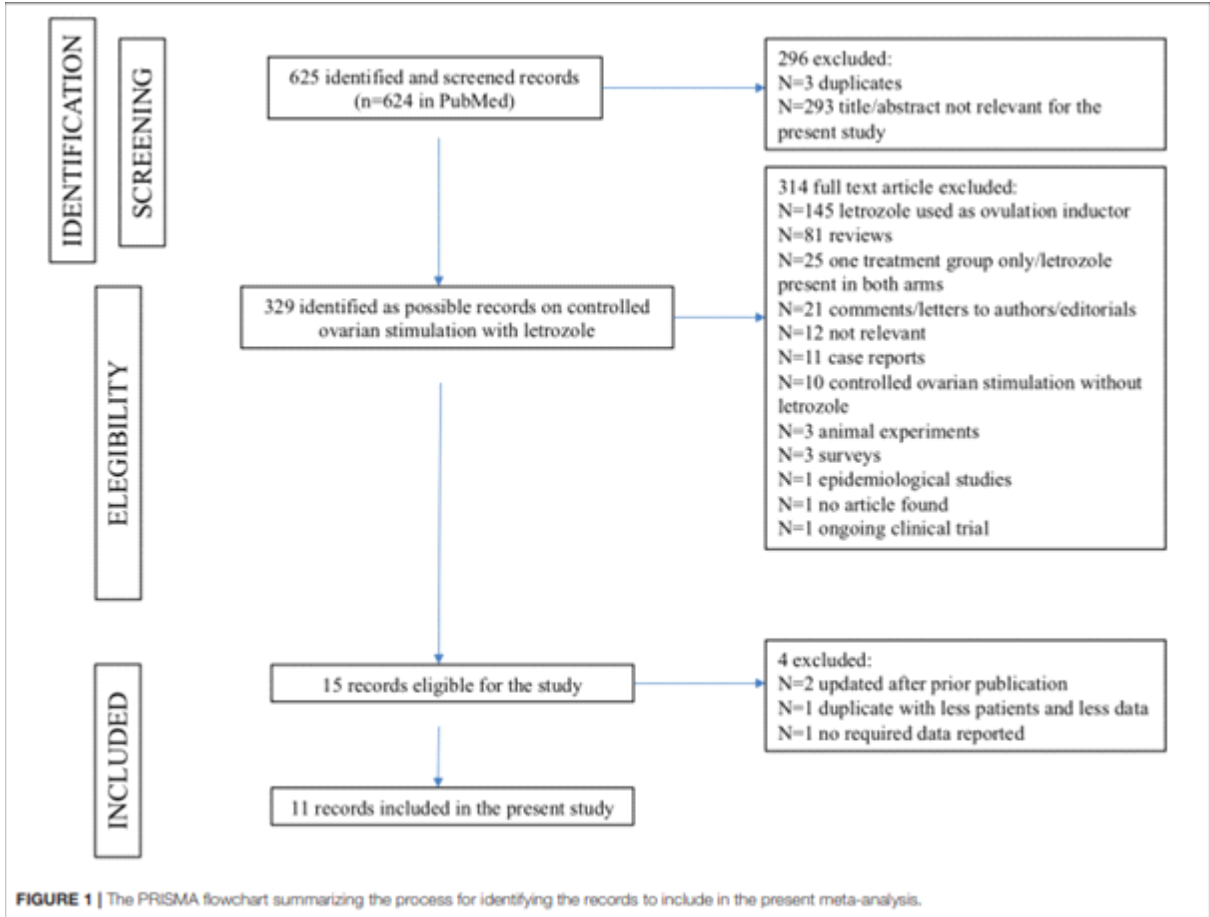 IDENTIFICATION
SCREENING
625 identified and screened records
(n=624 in PubMed)
296 excluded:
N=3 duplicates
N=293 title/abstract not relevant for the
present study
ELEGIBILITY
329 identified as possible records on controlled
ovarian stimulation with letrozole
314 full text article excluded:
N=145 letrozole used as ovulation inductor
N=81 reviews
N=25 one treatment group only/letrozole
present in both arms
N=21 comments/letters to authors/editorials
N=12 not relevant
N=11 case reports
N=10 controlled ovarian stimulation without
letrozole
N=3 animal experiments
N=3 surveys
N=1 epidemiological studies
N=1 no article found
N=1 ongoing clinical trial
INCLUDED
15 records eligible for the study
4 excluded:
N=2 updated after prior publication
N=1 duplicate with less patients and less data
N=1 no required data reported
11 records included in the present study
FIGURE 1 | The PRISMA flowchart summarizing the process for identifying the records to include in the present meta-analysis.